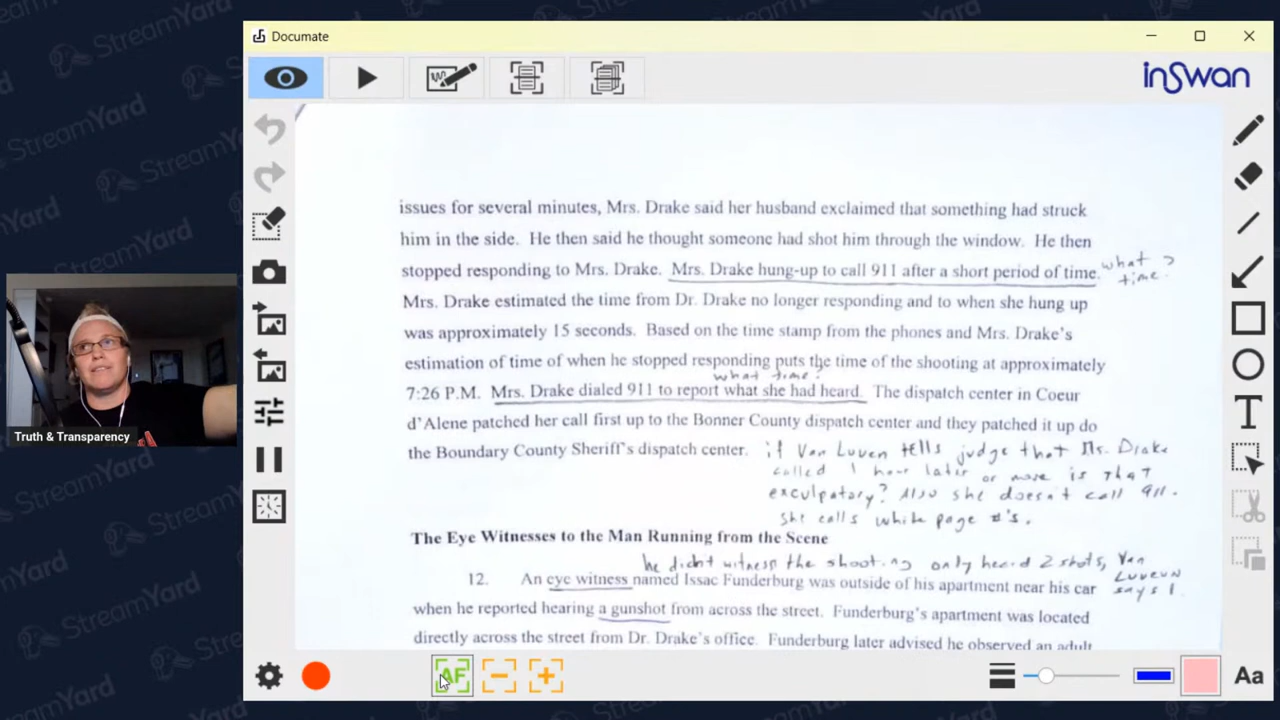 Documate
inSwan
issues for several minutes, Mrs. Drake said her husband exclaimed that something had struck
him in the side. He then said he thought someone had shot him through the window. He then
stopped responding to Mrs. Drake. Mrs. Drake hung-up to call 911 after a short period of time.
what ?
time.
Mrs. Drake estimated the time from Dr. Drake no longer responding and to when she hung up
was approximately 15 seconds. Based on the time stamp from the phones and Mrs. Drake's
estimation of time of when he stopped responding puts the time of the shooting at approximately
what time?
7:26 P.M. Mrs. Drake dialed 911 to report what she had heard. The dispatch center in Coeur
d'Alene patched her call first up to the Bonner County dispatch center and they patched it up do
the Boundary County Sheriff's dispatch center.
if Van Luven tells judge that Ms. Drake
called 1 hour later or more is that
exculpatory? Also she doesn't call 911.
She calls white page #'s.
The Eye Witnesses to the Man Running from the Scene
he didnt witness the shooting only heard 2 shots, Van
Luveun
says 1.
12. An eye witness named Issac Funderburg was outside of his apartment near his car
when he reported hearing a gunshot from across the street. Funderburg's apartment was located
directly across the street from Dr. Drake's office. Funderburg later advised he observed an adult
Truth & Transparency
AF
T
Aa
StreamYard